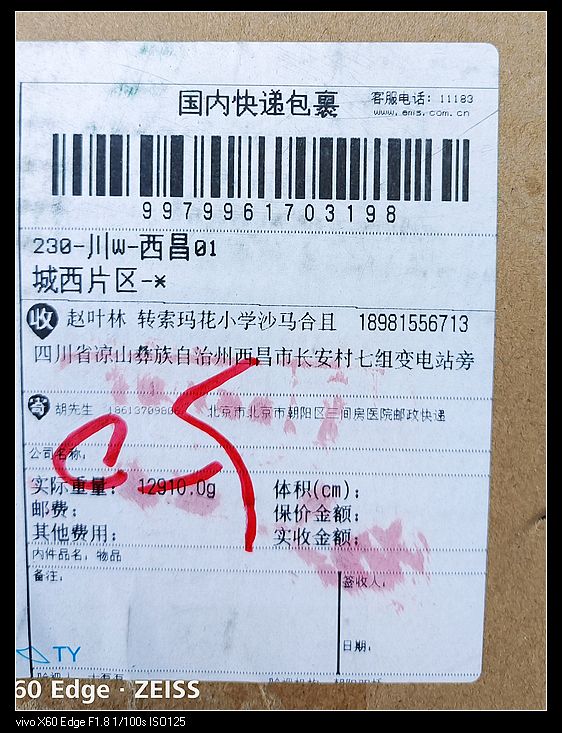 国内快递包裹
客服电话：11183
www.ems.com.cn
9979961703198
230-川W-西昌01
城西片区-*
收 赵叶林 转索玛花小学沙马合且 18981556713
四川省凉山彝族自治州西昌市长安村七组变电站旁
寄 胡先生 北京市北京市朝阳区三间房医院邮政快递
公司名称：
实际重量： 12910.0g 体积(cm)：
邮费： 保价金额：
其他费用： 实收金额：
内件品名：物品
备注： 签收人：
日期：
TY
60 Edge · ZEISS
vivo X60 Edge F1.8 1/100s ISO125